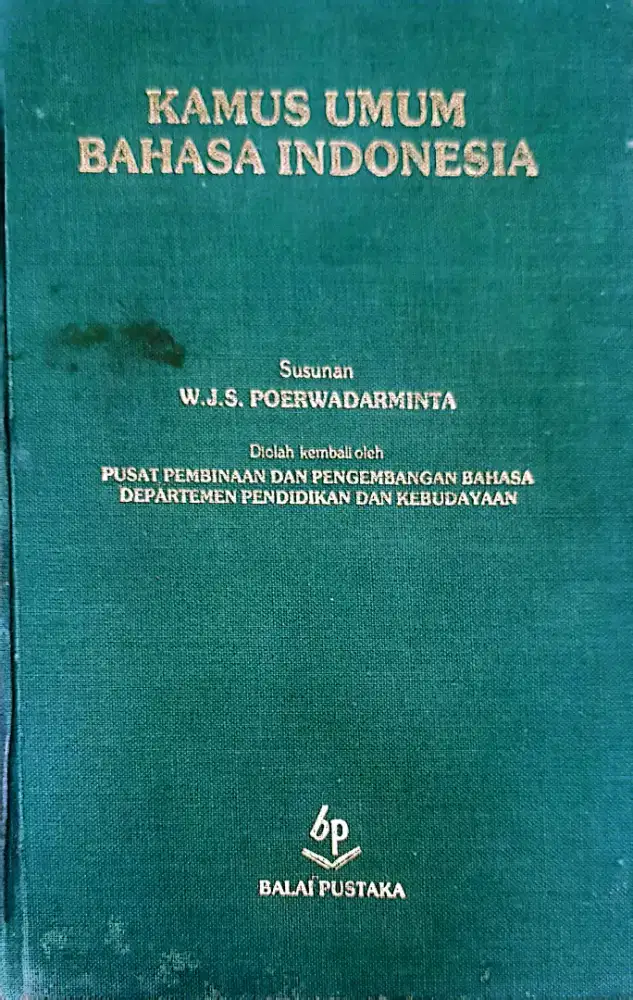 KAMUS UMUM
BAHASA INDONESIA
Susunan
W.J.S. POERWADARMINTA
Diolah kembali oleh
PUSAT PEMBINAAN DAN PENGEMBANGAN BAHASA
DEPARTEMEN PENDIDIKAN DAN KEBUDAYAAN
bp
BALAI PUSTAKA